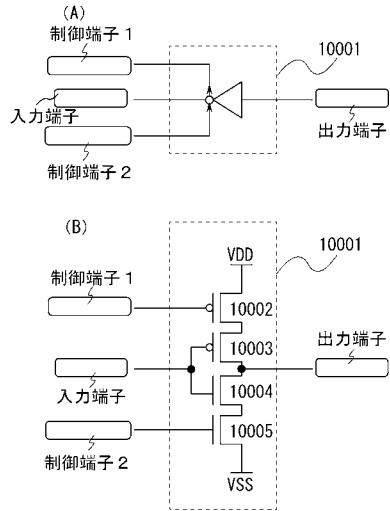 (A)
制御端子1
10001
入力端子
出力端子
制御端子2
(B)
10001
VDD
制御端子1
10002
10003
出力端子
入力端子
10004
10005
制御端子2
VSS